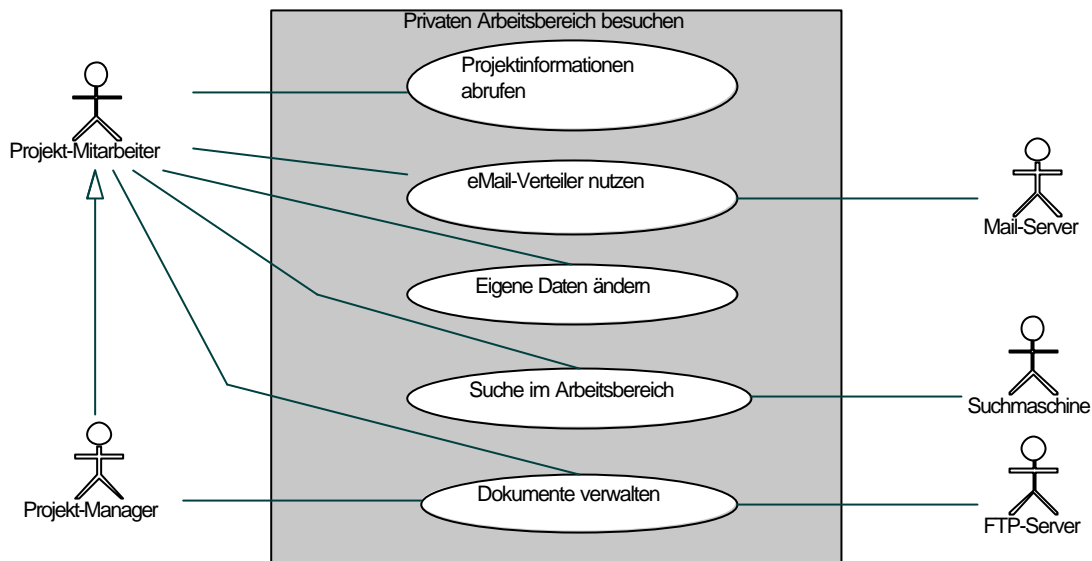 Privaten Arbeitsbereich besuchen
Projektinformationen
abrufen
Projekt-Mitarbeiter
eMail-Verteiler nutzen
Mail-Server
Eigene Daten ändern
Suche im Arbeitsbereich
Suchmaschine
Projekt-Manager
Dokumente verwalten
FTP-Server